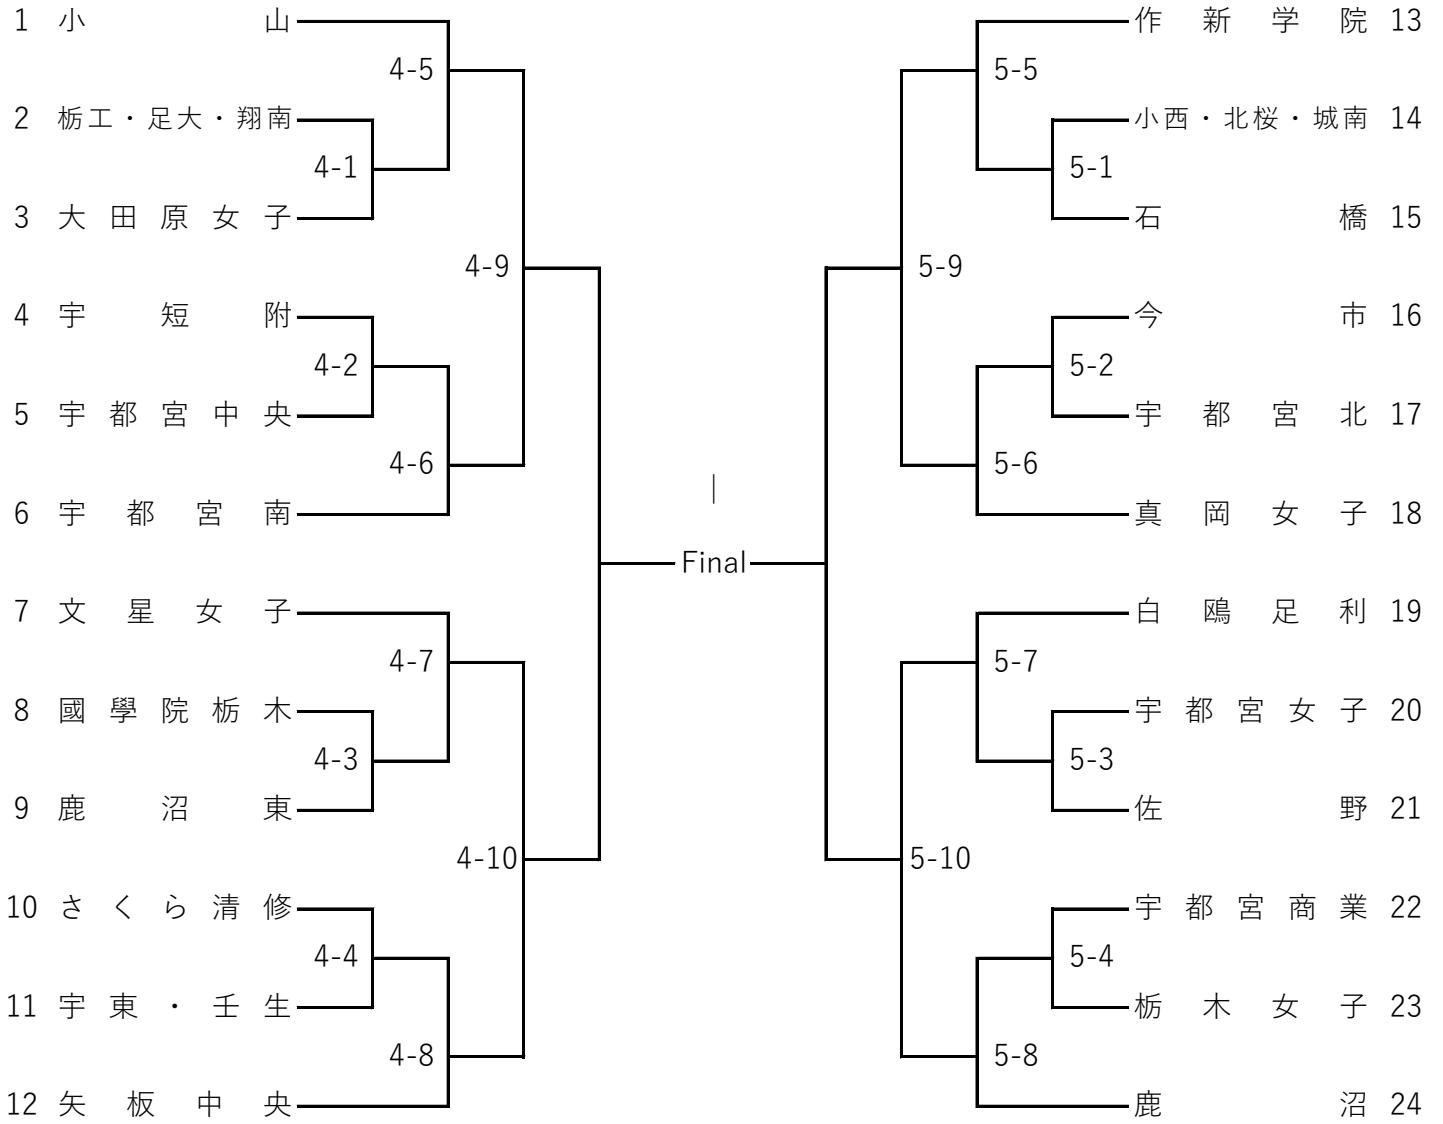 1 小山
4-5
2 栃工・足大・翔南
4-1
3 大田原女子
4-9
4 宇短附
4-2
5 宇都宮中央
4-6
6 宇都宮南
7 文星女子
4-7
8 國學院栃木
4-3
9 鹿沼東
4-10
10 さくら清修
4-4
11 宇東・壬生
4-8
12 矢板中央
|
Final
作新学院 13
5-5
小西・北桜・城南 14
5-1
石橋 15
5-9
今市 16
5-2
宇都宮北 17
5-6
真岡女子 18
白鴎足利 19
5-7
宇都宮女子 20
5-3
佐野 21
5-10
宇都宮商業 22
5-4
栃木女子 23
5-8
鹿沼 24